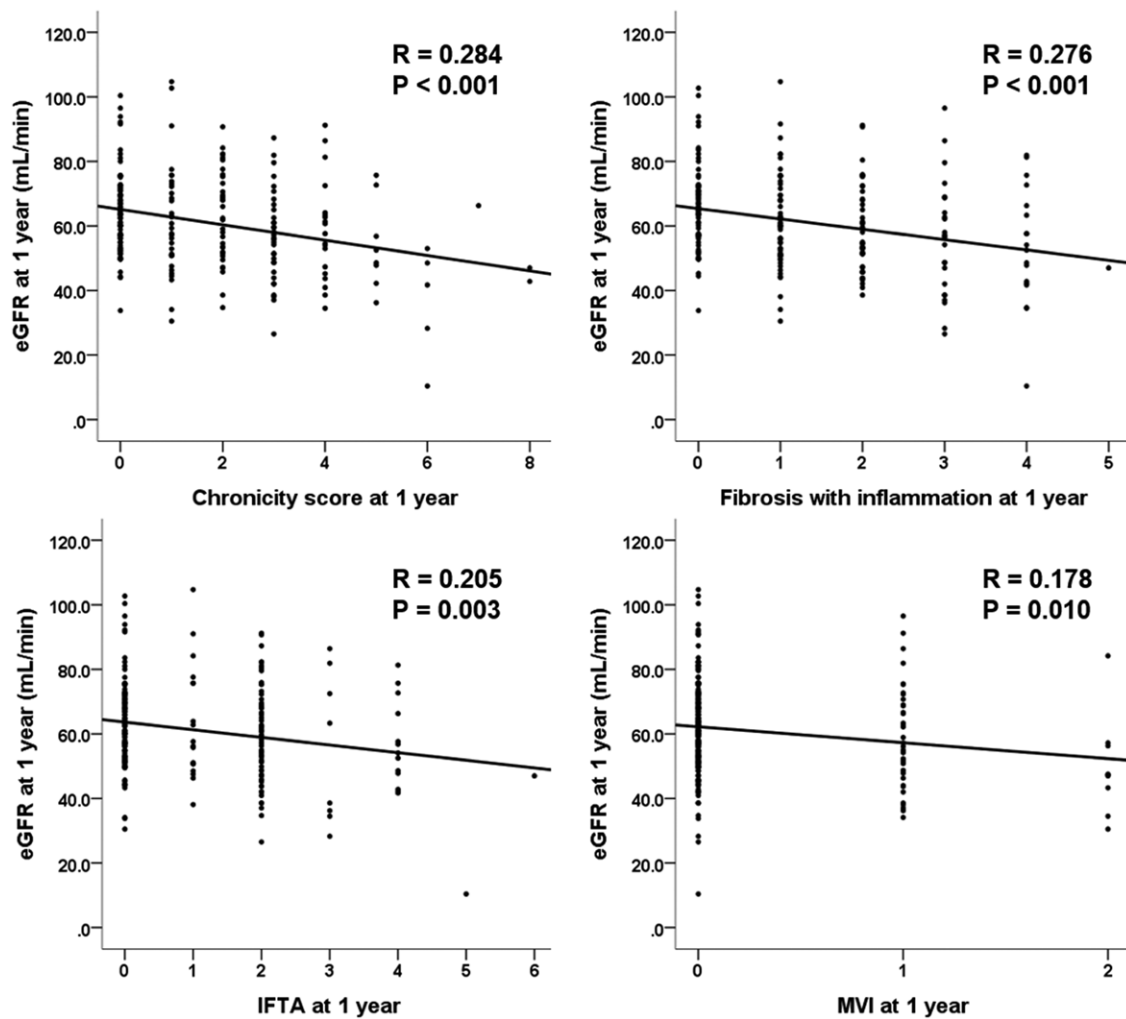 R = 0.284
P < 0.001
eGFR at 1 year (mL/min)
120.0
100.0
80.0
60.0
40.0
20.0
.0
0 2 4 6 8
Chronicity score at 1 year
R = 0.276
P < 0.001
eGFR at 1 year (mL/min)
120.0
100.0
80.0
60.0
40.0
20.0
.0
0 1 2 3 4 5
Fibrosis with inflammation at 1 year
R = 0.205
P = 0.003
eGFR at 1 year (mL/min)
120.0
100.0
80.0
60.0
40.0
20.0
.0
0 1 2 3 4 5 6
IFTA at 1 year
R = 0.178
P = 0.010
eGFR at 1 year (mL/min)
120.0
100.0
80.0
60.0
40.0
20.0
.0
0 1 2
MVI at 1 year